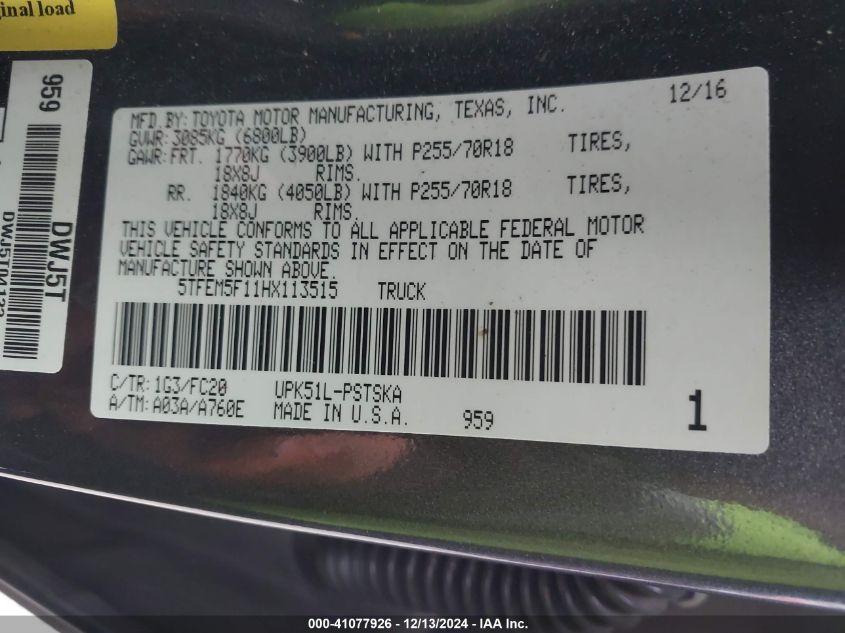 ginal load
959
DWJ5T
DWJ5T04123
MFD BY: TOYOTA MOTOR MANUFACTURING, TEXAS, INC. 12/16
GVWR: 3085KG (6800LB)
GAWR: FRT. 1770KG (3900LB) WITH P255/70R18 TIRES,
18X8J RIMS.
RR. 1840KG (4050LB) WITH P255/70R18 TIRES,
18X8J RIMS.
THIS VEHICLE CONFORMS TO ALL APPLICABLE FEDERAL MOTOR
VEHICLE SAFETY STANDARDS IN EFFECT ON THE DATE OF
MANUFACTURE SHOWN ABOVE.
5TFEM5F11HX113515 TRUCK
C/TR: 1G3/FC20 UPK51L-PSTSKA
A/TM: A03A/A760E MADE IN U.S.A. 959 1
000-41077926 - 12/13/2024 - IAA Inc.